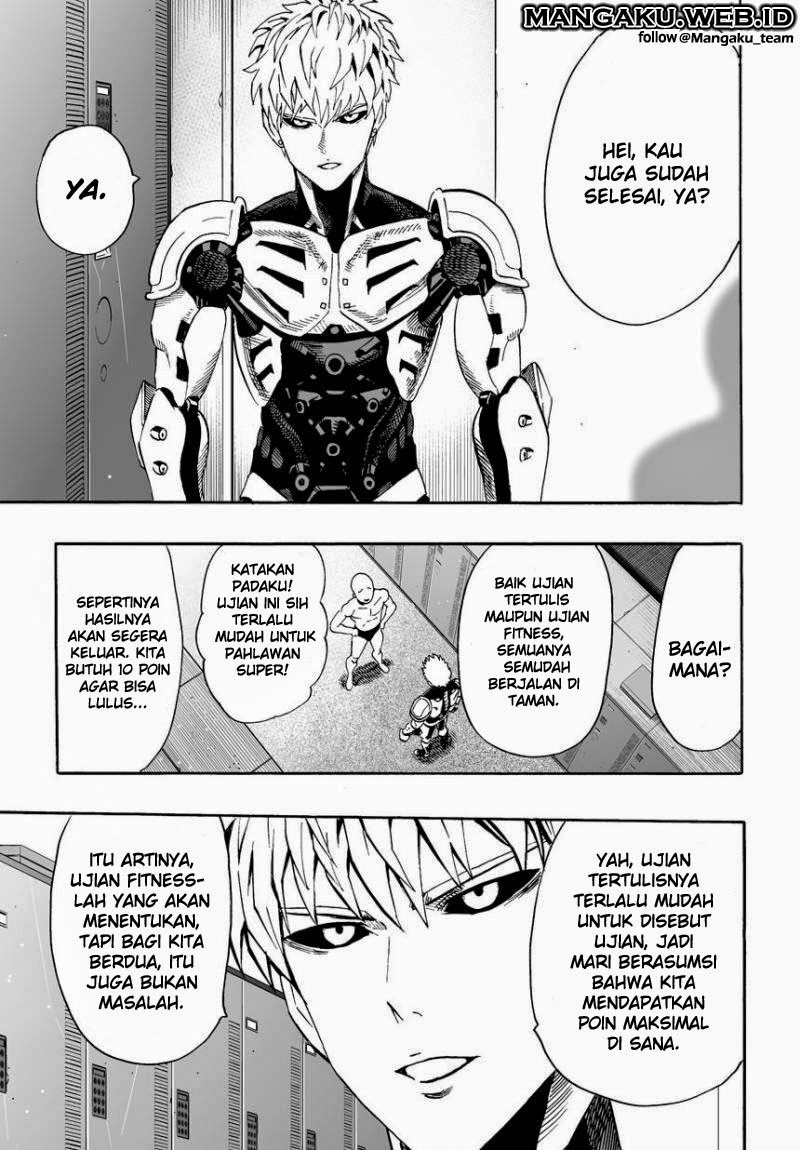 MANGAKU.WEB.ID
follow @Mangaku_team
HEI, KAU
JUGA SUDAH
SELESAI, YA?
YA.
BAGAI-
MANA?
BAIK UJIAN
TERTULIS
MAUPUN UJIAN
FITNESS,
SEMUANYA
SEMUDAH
BERJALAN DI
TAMAN.
KATAKAN
PADAKU!
UJIAN INI SIH
TERLALU
MUDAH UNTUK
PAHLAWAN
SUPER!
SEPERTINYA
HASILNYA
AKAN SEGERA
KELUAR. KITA
BUTUH 10 POIN
AGAR BISA
LULUS...
YAH, UJIAN
TERTULISNYA
TERLALU MUDAH
UNTUK DISEBUT
UJIAN, JADI
MARI BERASUMSI
BAHWA KITA
MENDAPATKAN
POIN MAKSIMAL
DI SANA.
ITU ARTINYA,
UJIAN FITNESS-
LAH YANG AKAN
MENENTUKAN,
TAPI BAGI KITA
BERDUA, ITU
JUGA BUKAN
MASALAH.